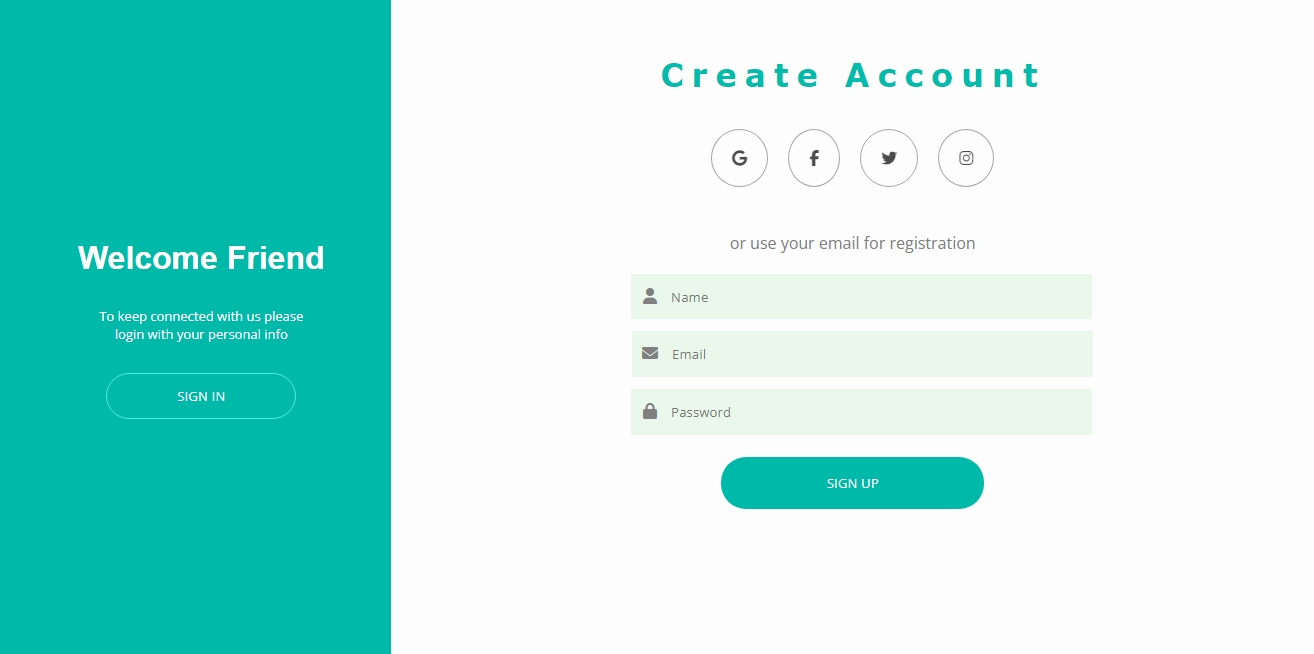 Welcome Friend
To keep connected with us please
login with your personal info
SIGN IN
Create Account
or use your email for registration
Name
Email
Password
SIGN UP